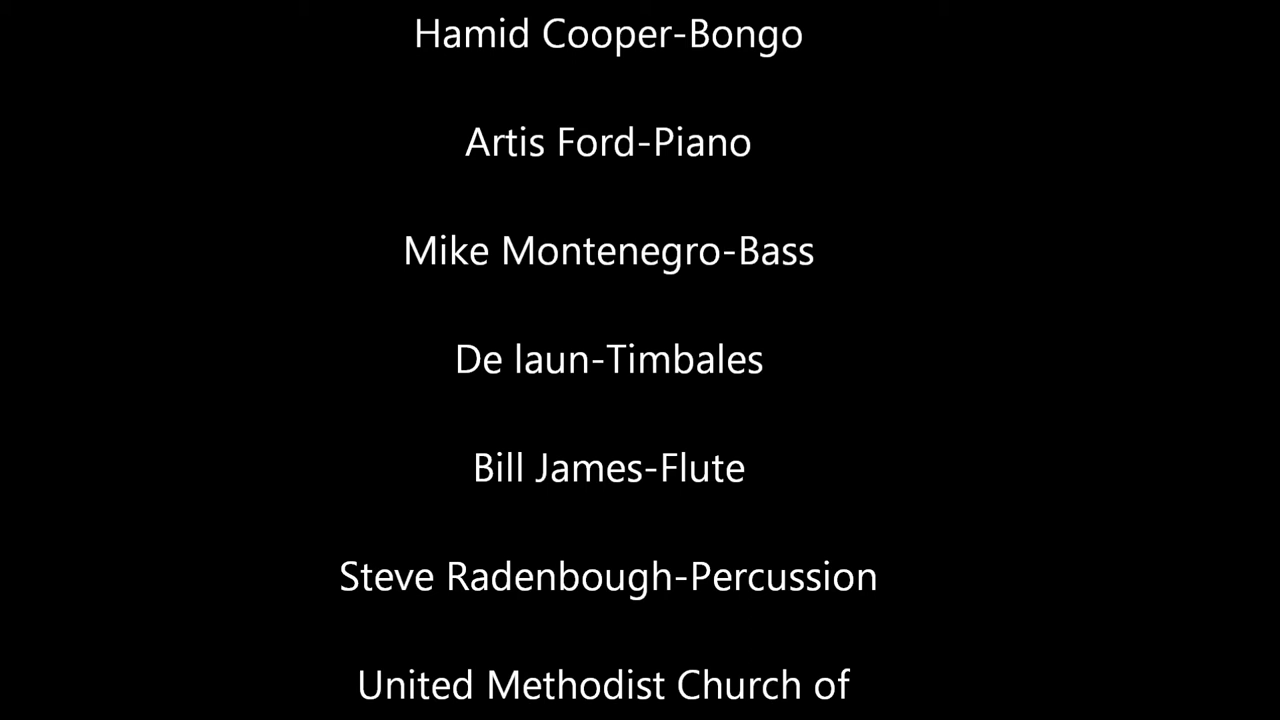 Hamid Cooper-Bongo
Artis Ford-Piano
Mike Montenegro-Bass
De laun-Timbales
Bill James-Flute
Steve Radenbough-Percussion
United Methodist Church of